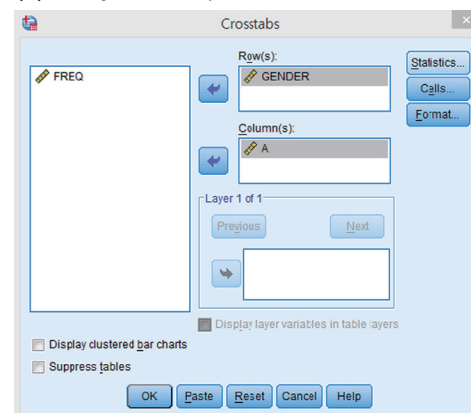 Crosstabs
FREQ
Row(s):
GENDER
Column(s):
A
Statistics...
Cells...
Format...
Layer 1 of 1
Previous
Next
Display layer variables in table layers
Display clustered bar charts
Suppress tables
OK
Paste
Reset
Cancel
Help